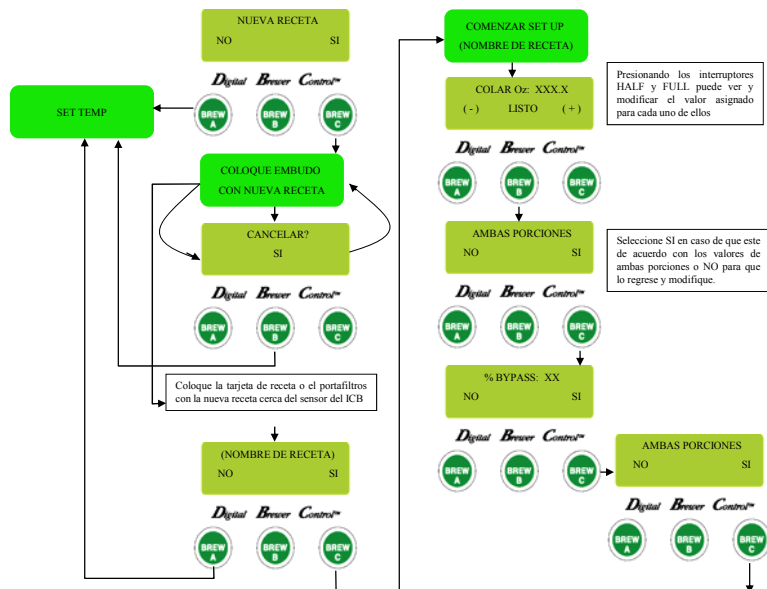 NUEVA RECETA
NO SI
Digital Brewer Control™
BREW A BREW B BREW C
SET TEMP
COLOQUE EMBUDO
CON NUEVA RECETA
CANCELAR?
SI
Digital Brewer Control™
BREW A BREW B BREW C
Coloque la tarjeta de receta o el portafiltros
con la nueva receta cerca del sensor del ICB
(NOMBRE DE RECETA)
NO SI
Digital Brewer Control™
BREW A BREW B BREW C
COMENZAR SET UP
(NOMBRE DE RECETA)
COLAR Oz: XXX.X
( - ) LISTO ( + )
Presionando los interruptores
HALF y FULL puede ver y
modificar el valor asignado
para cada uno de ellos
Digital Brewer Control™
BREW A BREW B BREW C
AMBAS PORCIONES
NO SI
Seleccione SI en caso de que este
de acuerdo con los valores de
ambas porciones o NO para que
lo regrese y modifique.
Digital Brewer Control™
BREW A BREW B BREW C
% BYPASS: XX
NO SI
Digital Brewer Control™
BREW A BREW B BREW C
AMBAS PORCIONES
NO SI
Digital Brewer Control™
BREW A BREW B BREW C